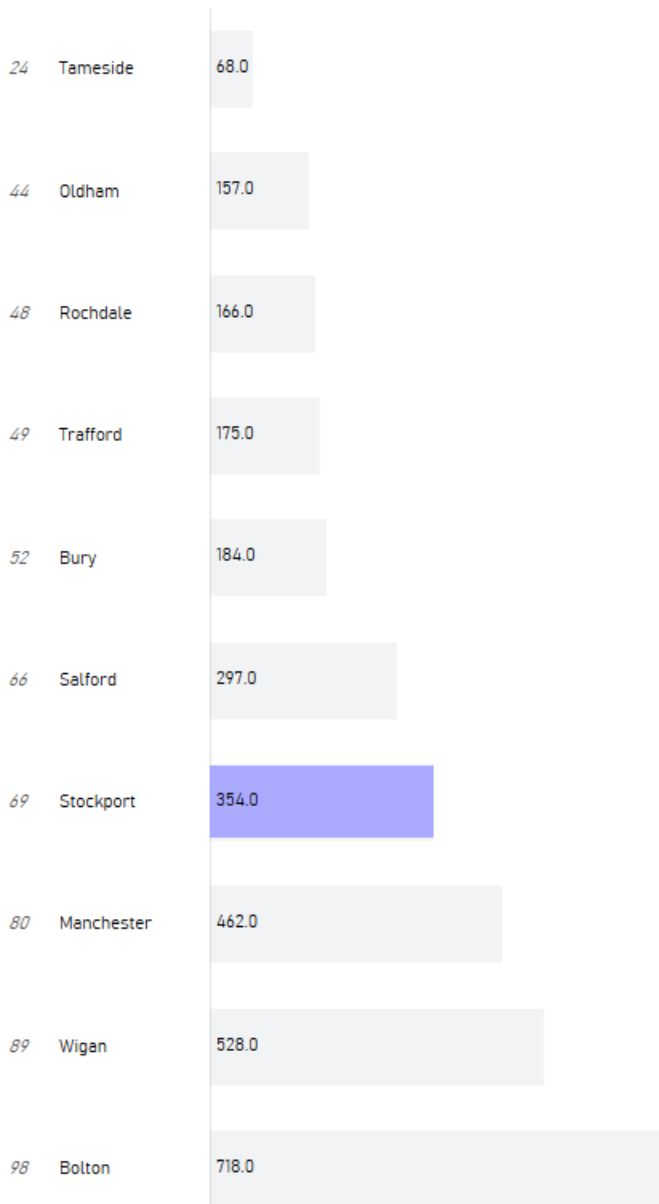 24 Tameside 68.0
44 Oldham 157.0
48 Rochdale 166.0
49 Trafford 175.0
52 Bury 184.0
66 Salford 297.0
69 Stockport 354.0
80 Manchester 462.0
89 Wigan 528.0
98 Bolton 718.0